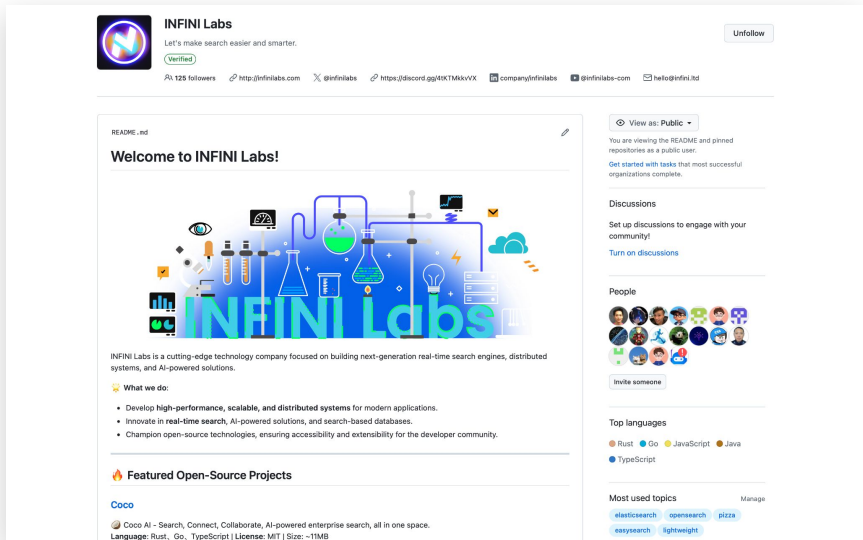 INFINI Labs
Let's make search easier and smarter.
Verified
Unfollow
125 followers http://infinilabs.com @infinilabs https://discord.gg/4tKTMkkvVX company/infinilabs @infinilabs-com hello@infini.ltd
README.md
Welcome to INFINI Labs!
INFINI Labs
INFINI Labs is a cutting-edge technology company focused on building next-generation real-time search engines, distributed
systems, and AI-powered solutions.
What we do:
• Develop high-performance, scalable, and distributed systems for modern applications.
• Innovate in real-time search, AI-powered solutions, and search-based databases.
• Champion open-source technologies, ensuring accessibility and extensibility for the developer community.
🔥 Featured Open-Source Projects
Coco
🥥 Coco AI - Search, Connect, Collaborate, AI-powered enterprise search, all in one space.
Language: Rust、Go、TypeScript | License: MIT | Size: ~11MB
View as: Public
You are viewing the README and pinned
repositories as a public user.
Get started with tasks that most successful
organizations complete.
Discussions
Set up discussions to engage with your
community!
Turn on discussions
People
Invite someone
Top languages
Rust Go JavaScript Java
TypeScript
Most used topics Manage
elasticsearch opensearch pizza
easysearch lightweight